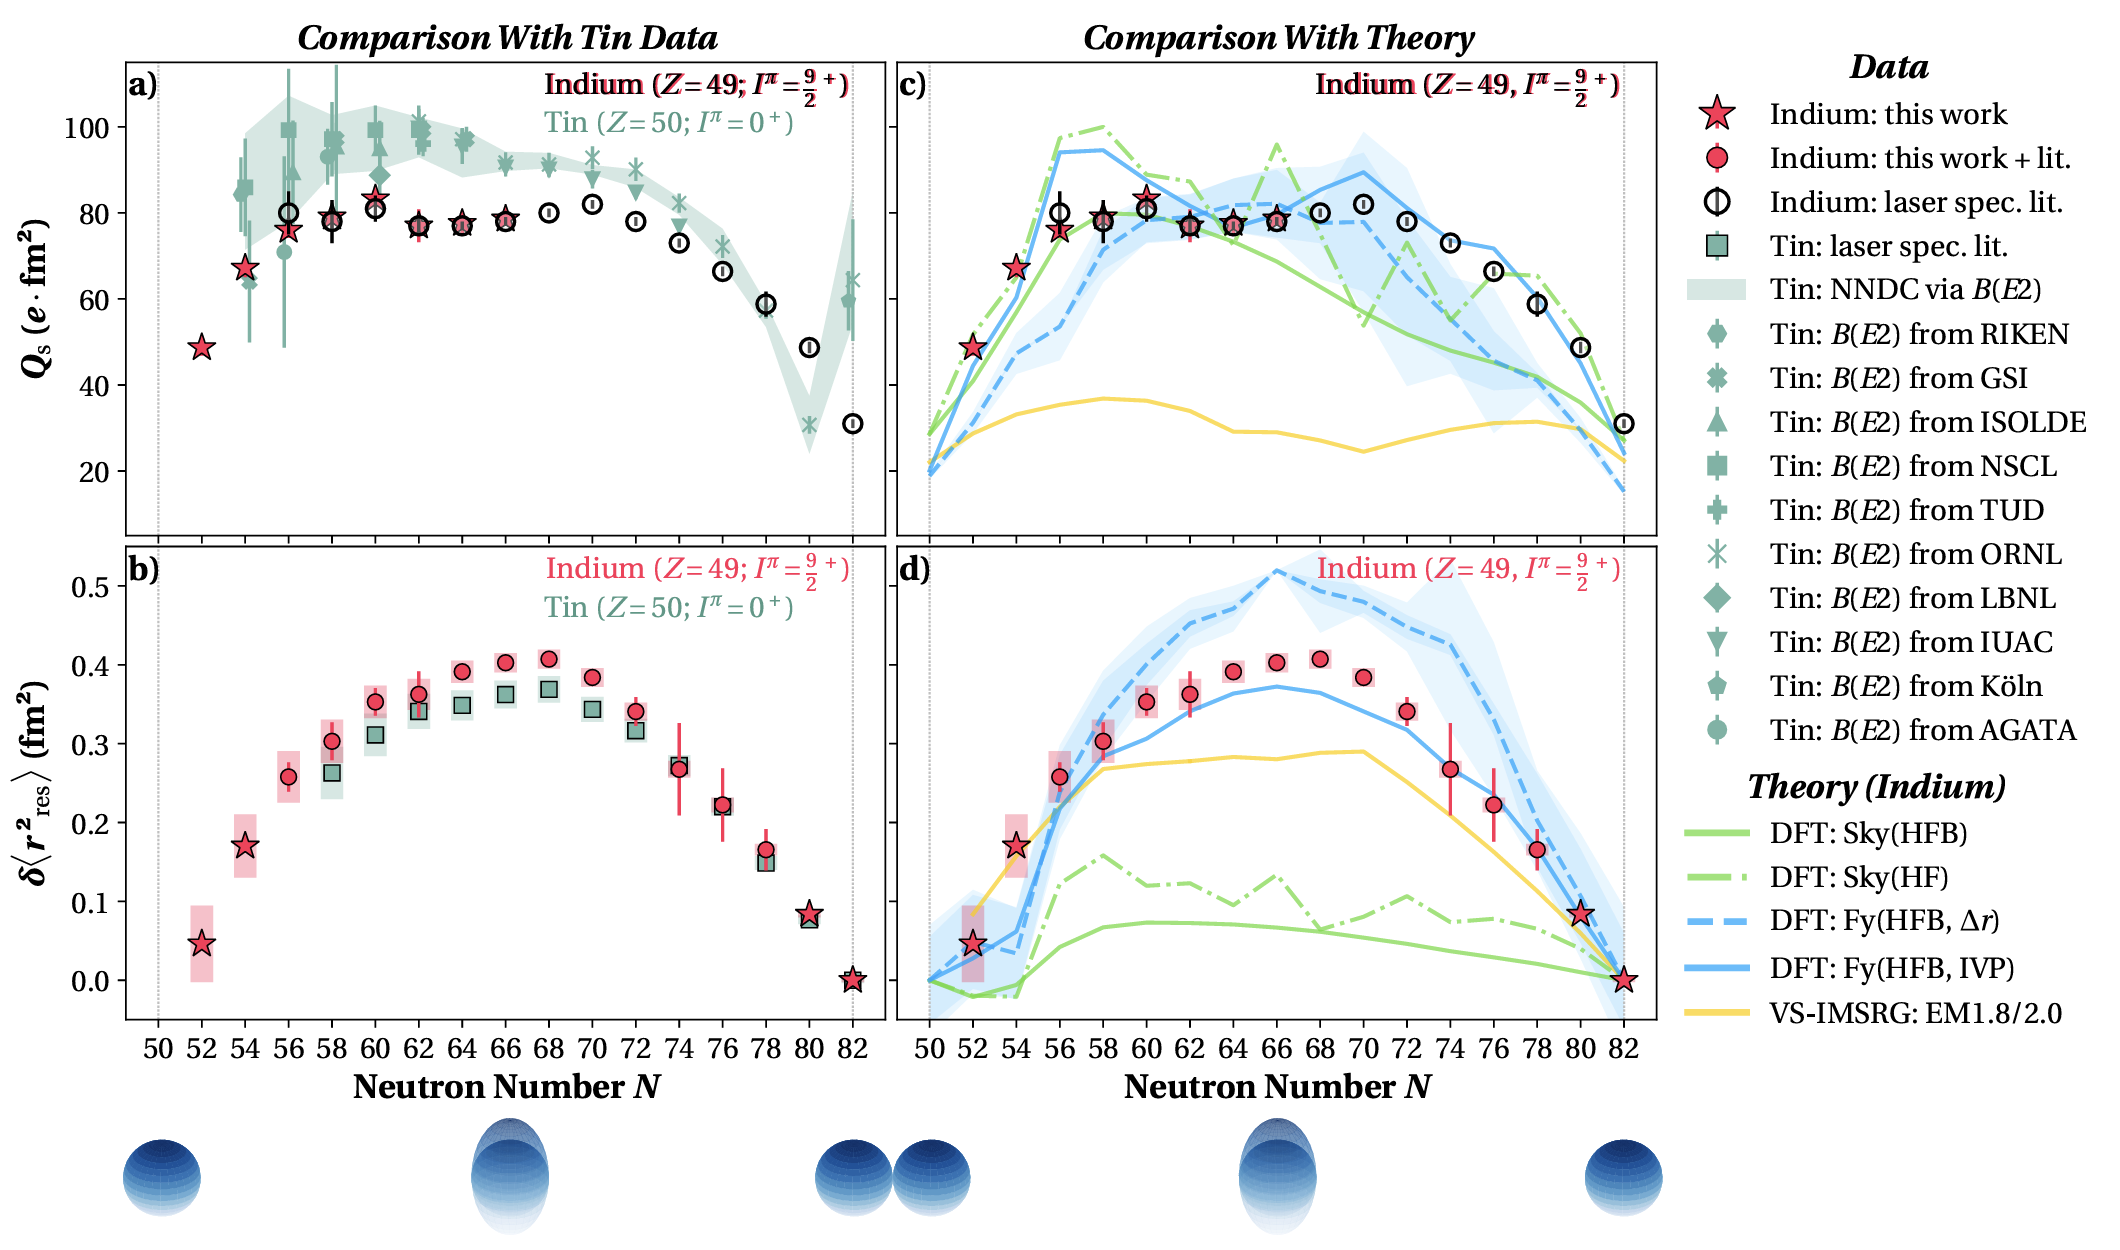 Comparison With Tin Data
a)
Indium (Z=49; Iπ=9/2+)
Tin (Z=50; Iπ=0+)
100
80
60
40
20
Qs (e·fm²)
b)
Indium (Z=49; Iπ=9/2+)
Tin (Z=50; Iπ=0+)
0.5
0.4
0.3
0.2
0.1
0.0
δ⟨r²res⟩ (fm²)
50 52 54 56 58 60 62 64 66 68 70 72 74 76 78 80 82
Neutron Number N
Comparison With Theory
c)
Indium (Z=49, Iπ=9/2+)
d)
Indium (Z=49, Iπ=9/2+)
50 52 54 56 58 60 62 64 66 68 70 72 74 76 78 80 82
Neutron Number N
Data
Indium: this work
Indium: this work + lit.
Indium: laser spec. lit.
Tin: laser spec. lit.
Tin: NNDC via B(E2)
Tin: B(E2) from RIKEN
Tin: B(E2) from GSI
Tin: B(E2) from ISOLDE
Tin: B(E2) from NSCL
Tin: B(E2) from TUD
Tin: B(E2) from ORNL
Tin: B(E2) from LBNL
Tin: B(E2) from IUAC
Tin: B(E2) from Köln
Tin: B(E2) from AGATA
Theory (Indium)
DFT: Sky(HFB)
DFT: Sky(HF)
DFT: Fy(HFB, Δr)
DFT: Fy(HFB, IVP)
VS-IMSRG: EM1.8/2.0